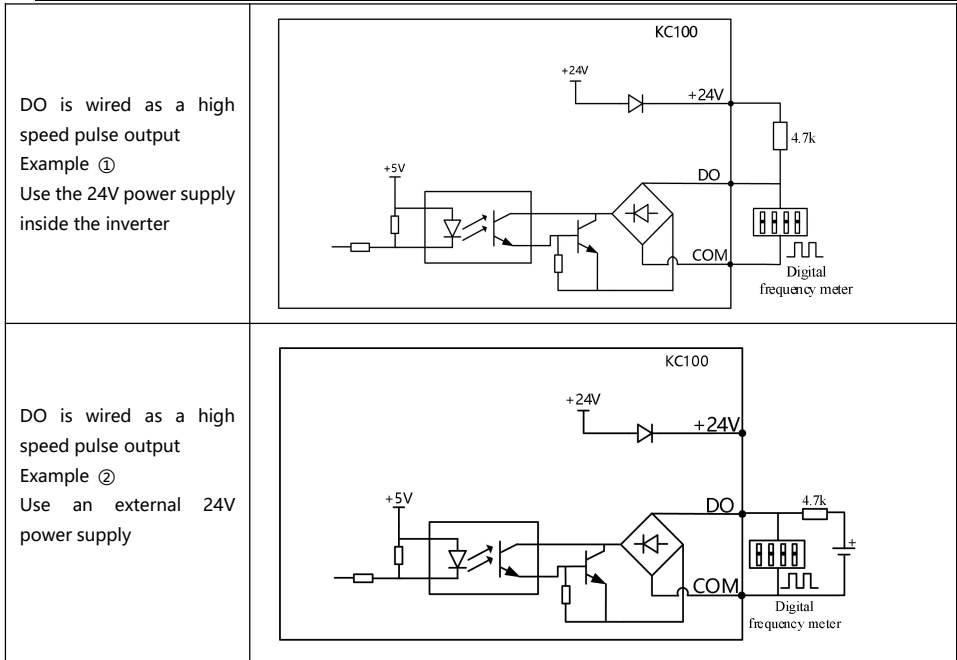 DO is wired as a high
speed pulse output
Example ①
Use the 24V power supply
inside the inverter
KC100
+24V
+24V
4.7k
+5V
DO
COM
Digital
frequency meter
DO is wired as a high
speed pulse output
Example ②
Use an external 24V
power supply
KC100
+24V
+24V
+5V
DO
4.7k
+
COM
Digital
frequency meter